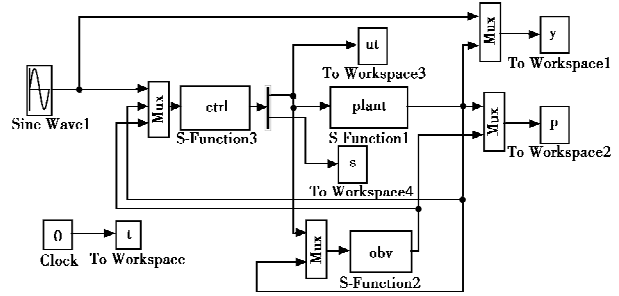 Mux
y
To Workspace1
ut
To Workspace3
Sine Wave1
Mux
ctrl
S-Function3
plant
S-Function1
Mux
p
To Workspace2
s
To Workspace4
0
Clock
t
To Workspace
Mux
obv
S-Function2